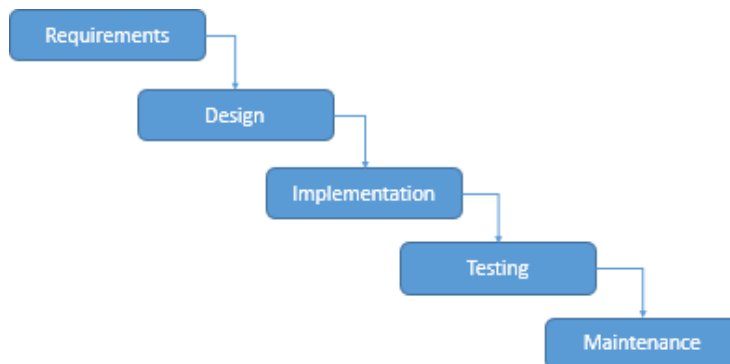 Requirements
Design
Implementation
Testing
Maintenance